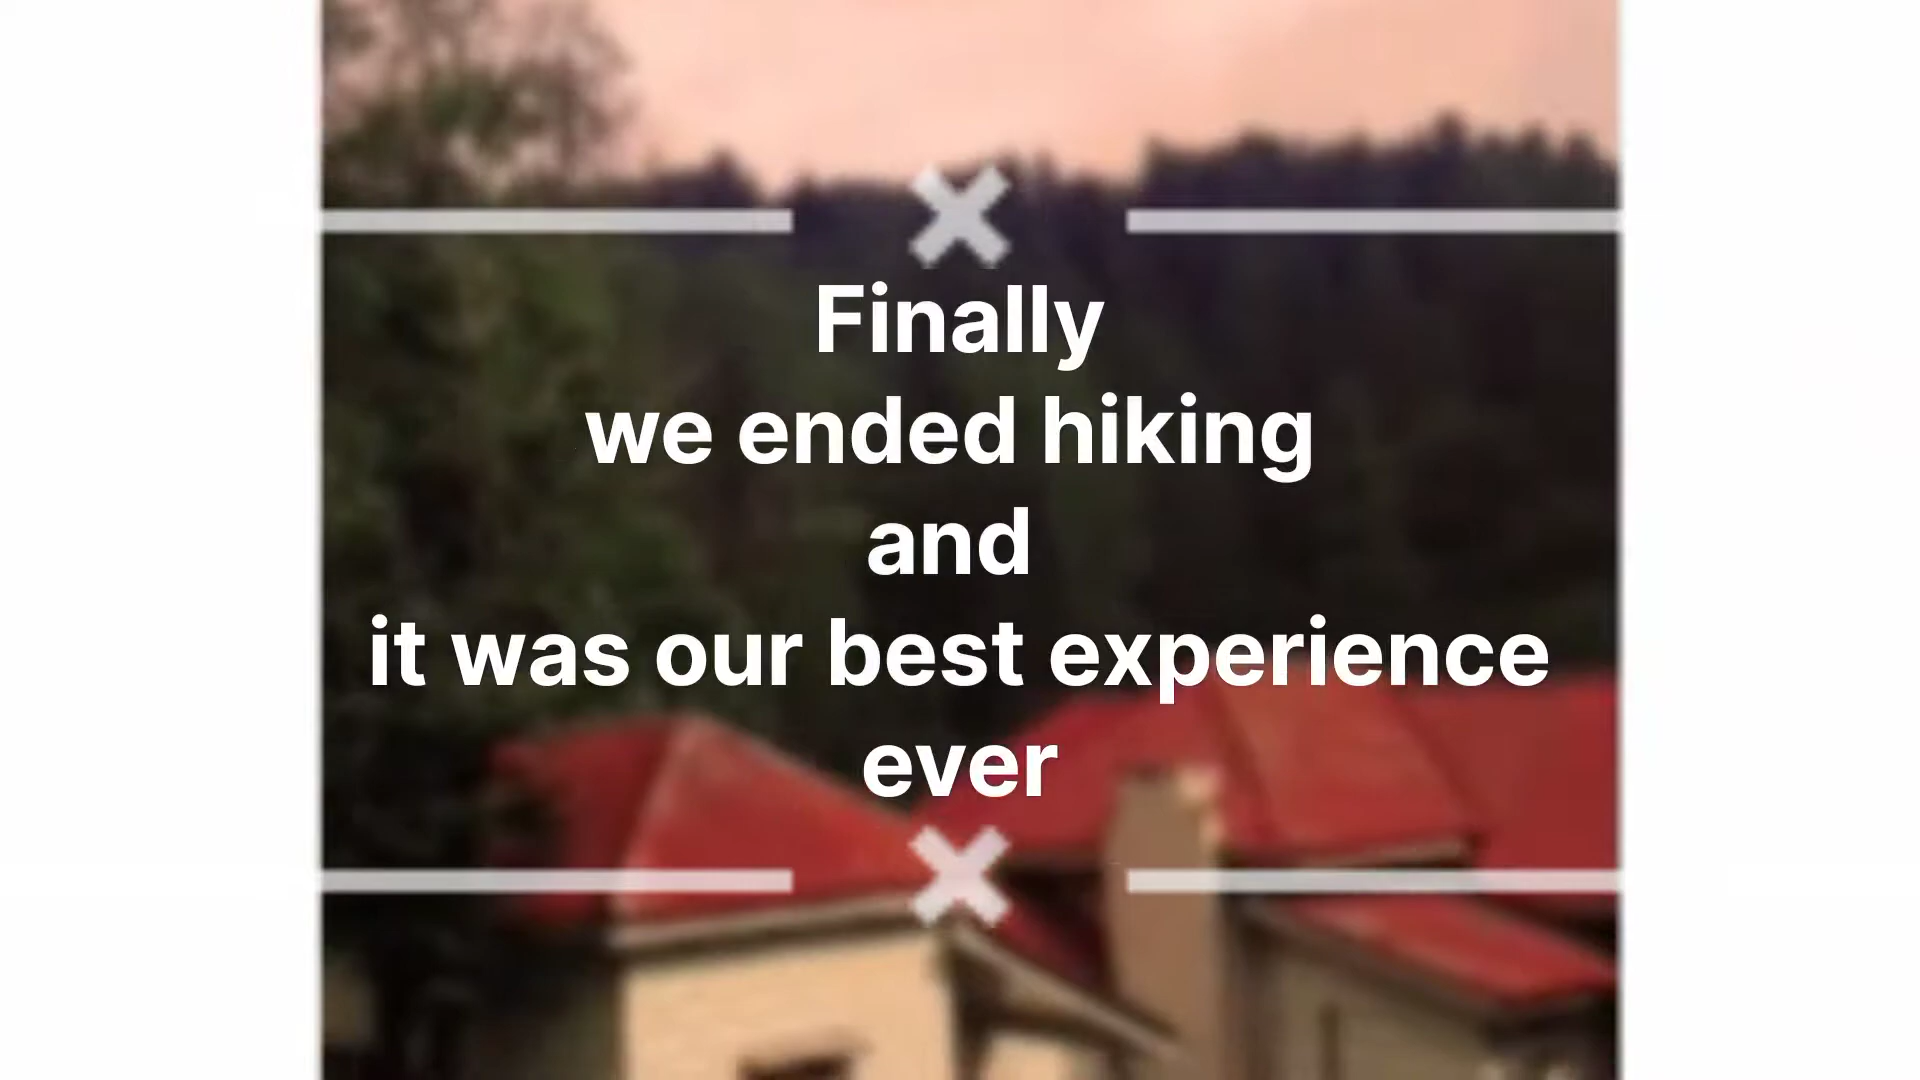 Finally
we ended hiking
and
it was our best experience
ever